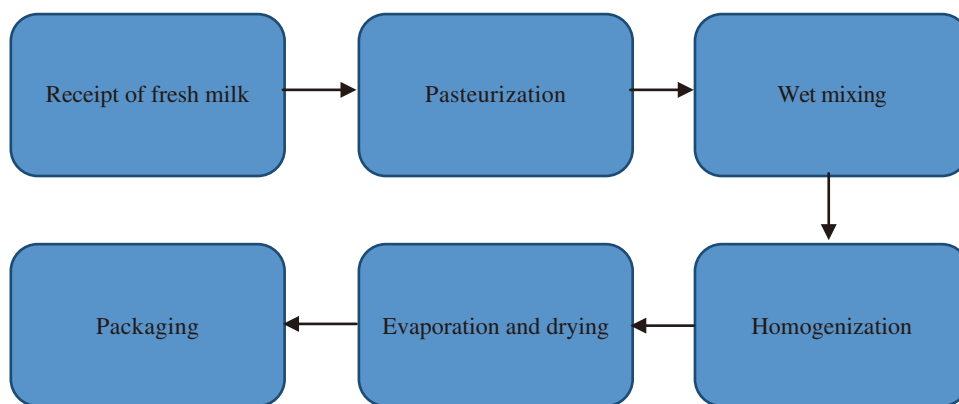 Receipt of fresh milk
Pasteurization
Wet mixing
Homogenization
Evaporation and drying
Packaging